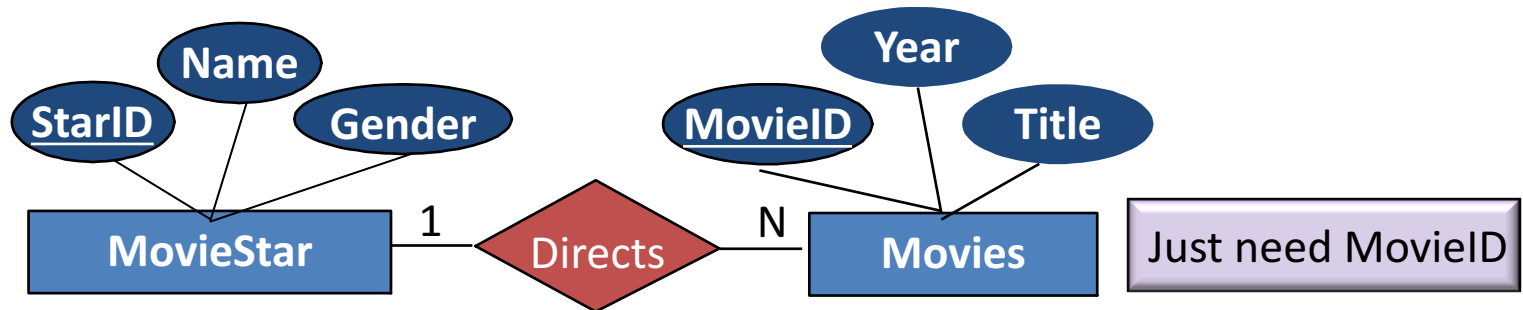 Name
StarID
Gender
Year
MovieID
Title
1
N
MovieStar
Directs
Movies
Just need MovieID